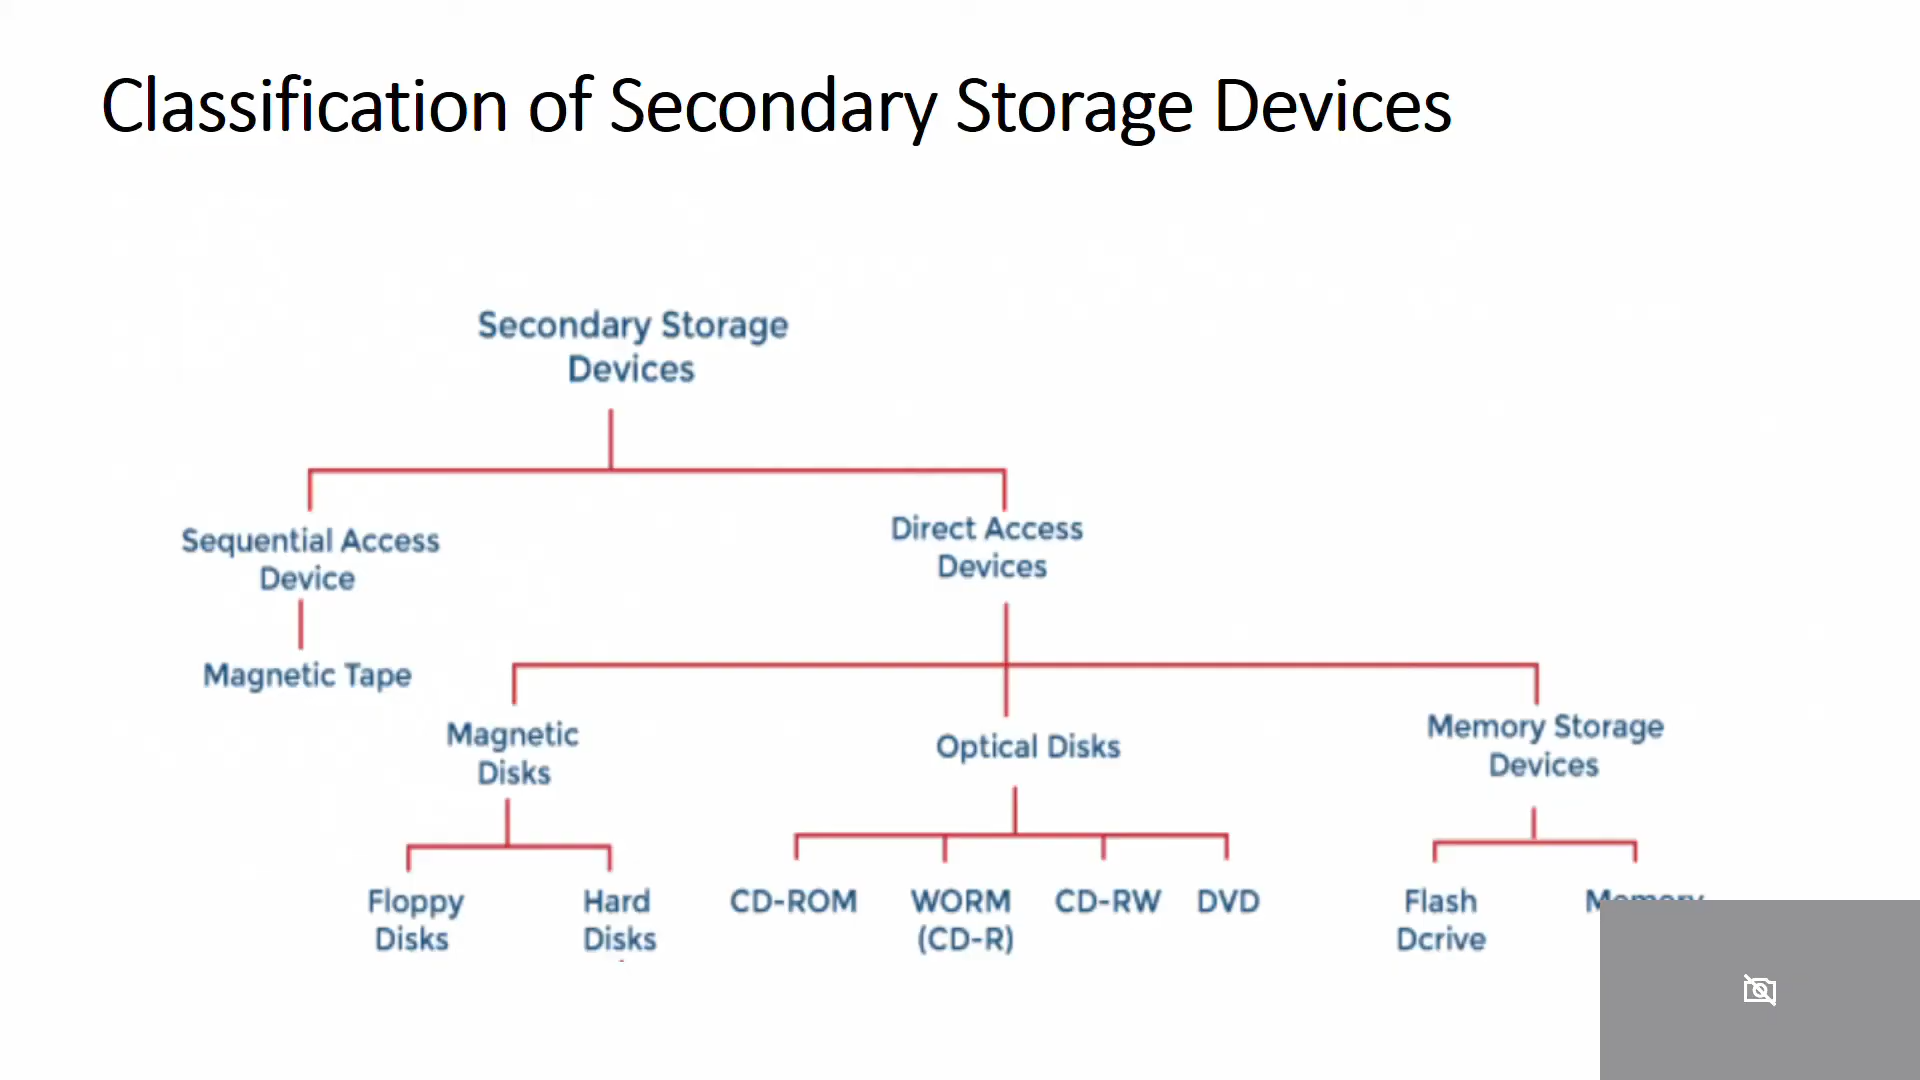 Classification of Secondary Storage Devices
Secondary Storage
Devices
Sequential Access
Device
Direct Access
Devices
Magnetic Tape
Magnetic
Disks
Optical Disks
Memory Storage
Devices
Floppy
Disks
Hard
Disks
CD-ROM
WORM
(CD-R)
CD-RW
DVD
Flash
Dcrive
Memory